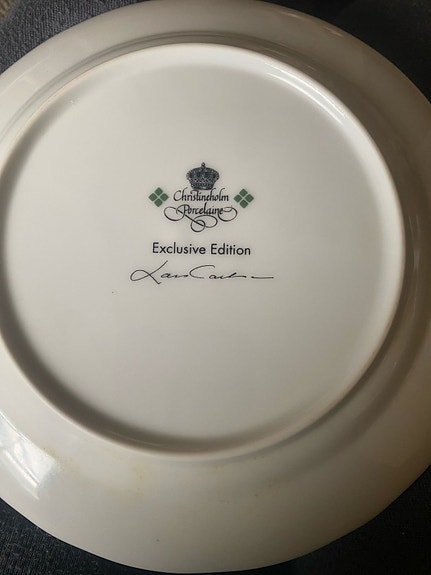 Christineholm
Porcelaine
Exclusive Edition